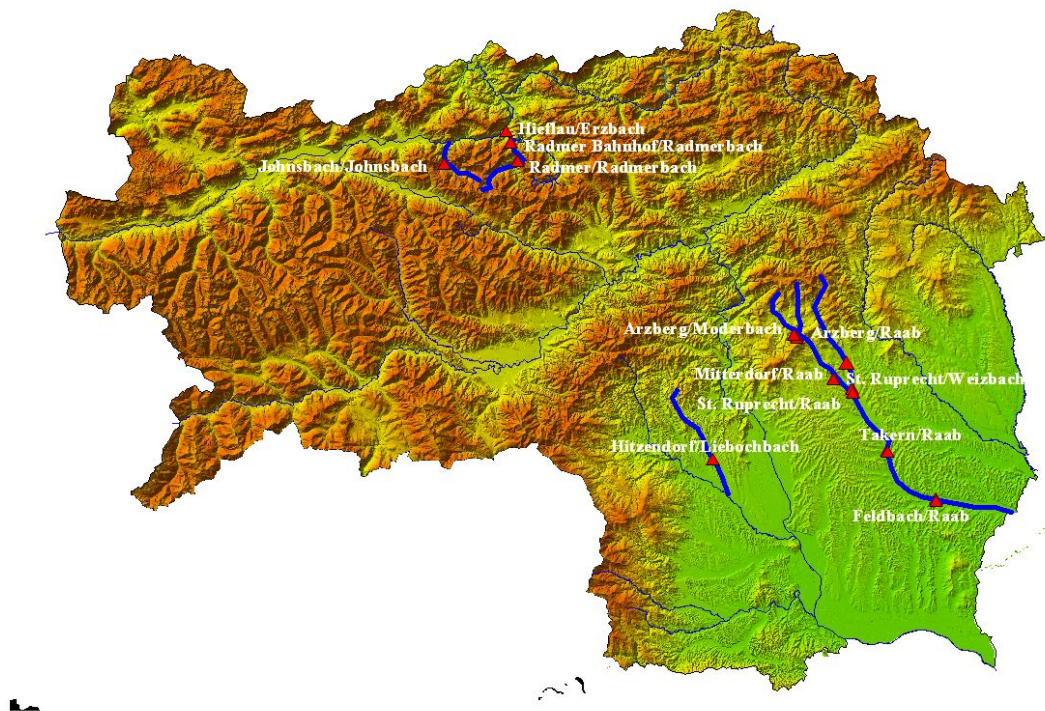 Hieflau/Erzbach
Radmer Bahnhof/Radmerbach
Johnsbach/Johnsbach
Radmer/Radmerbach
Arzberg/Moderbach
Arzberg/Raab
Mitterdorf/Raab
St. Ruprecht/Weizbach
St. Ruprecht/Raab
Takern/Raab
Hitzendorf/Liebochbach
Feldbach/Raab